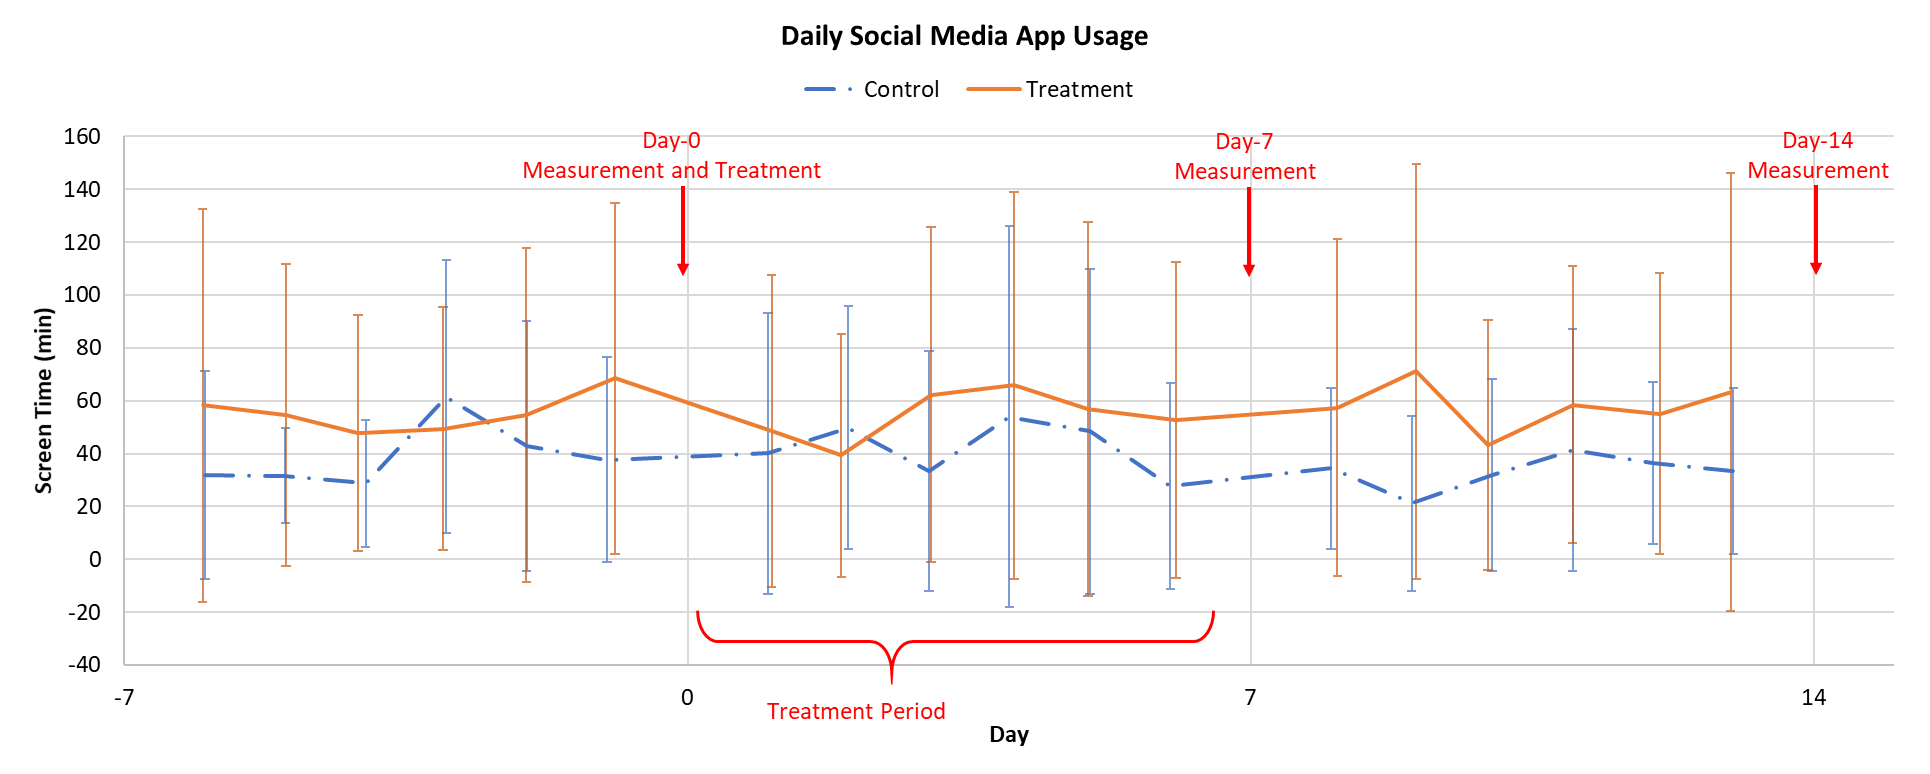 Daily Social Media App Usage
Control
Treatment
160
140
120
100
80
60
40
20
0
-20
-40
Screen Time (min)
Day-0
Measurement and Treatment
Day-7
Measurement
Day-14
Measurement
-7
0
7
14
Treatment Period
Day